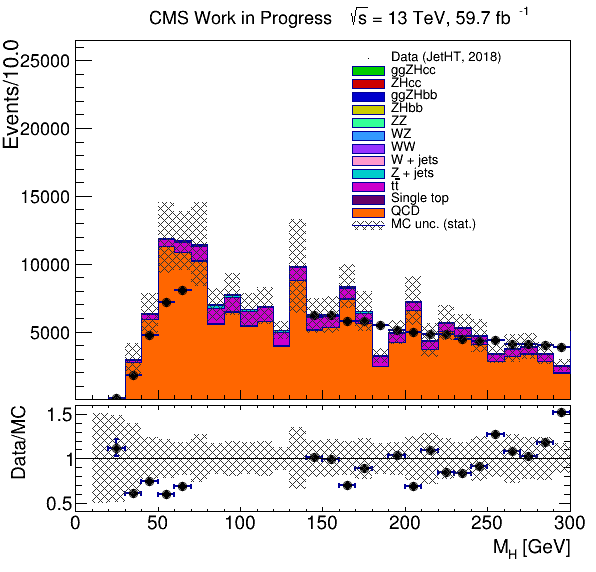 CMS Work in Progress √s = 13 TeV, 59.7 fb⁻¹
Events/10.0
25000
20000
15000
10000
5000
Data (JetHT, 2018)
ggZHcc
ZHcc
ggZHbb
ZHbb
ZZ
WZ
WW
W + jets
Z + jets
tt̅
Single top
QCD
MC unc. (stat.)
Data/MC
1.5
1
0.5
0 50 100 150 200 250 300
M_H [GeV]